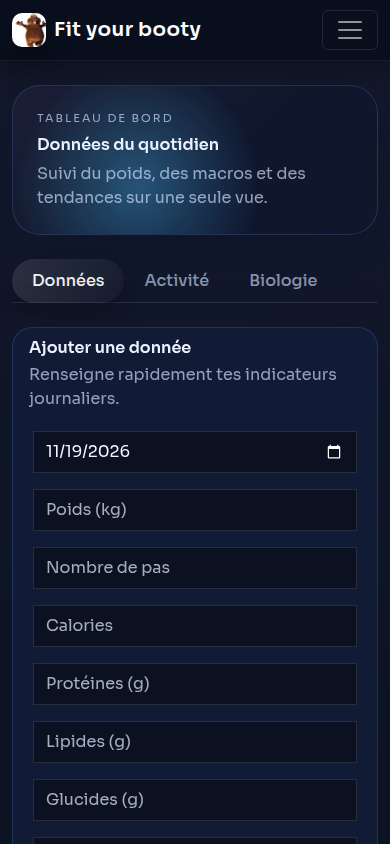 Fit your booty
TABLEAU DE BORD
Données du quotidien
Suivi du poids, des macros et des
tendances sur une seule vue.
Données
Activité
Biologie
Ajouter une donnée
Renseigne rapidement tes indicateurs
journaliers.
11/19/2026
Poids (kg)
Nombre de pas
Calories
Protéines (g)
Lipides (g)
Glucides (g)